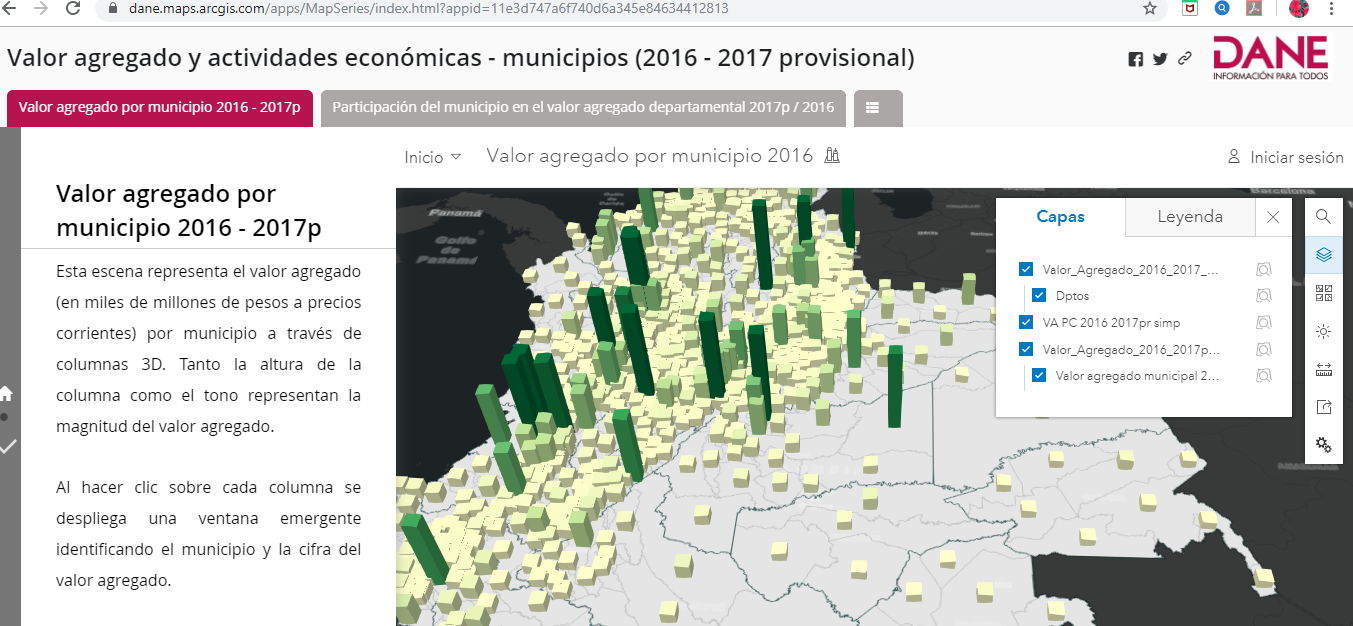 dane.maps.arcgis.com/apps/MapSeries/index.html?appid=11e3d747a6f740d6a345e84634412813
Valor agregado y actividades económicas - municipios (2016 - 2017 provisional)
DANE
INFORMACIÓN PARA TODOS
Valor agregado por municipio 2016 - 2017p
Participación del municipio en el valor agregado departamental 2017p / 2016
Inicio
Valor agregado por municipio 2016
Iniciar sesión
Valor agregado por
municipio 2016 - 2017p
Esta escena representa el valor agregado
(en miles de millones de pesos a precios
corrientes) por municipio a través de
columnas 3D. Tanto la altura de la
columna como el tono representan la
magnitud del valor agregado.
Al hacer clic sobre cada columna se
despliega una ventana emergente
identificando el municipio y la cifra del
valor agregado.
Panamá
Golfo
de
Panamá
Barcelona
Capas
Leyenda
Valor_Agregado_2016_2017_...
Dptos
VA PC 2016 2017pr simp
Valor_Agregado_2016_2017p...
Valor agregado municipal 2...